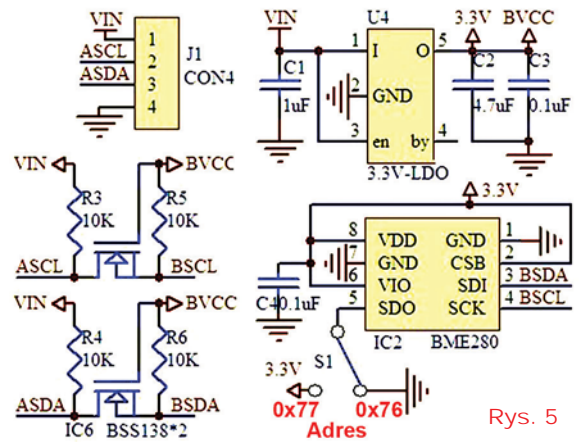 VIN
ASCL
ASDA
1
2
3
4
J1
CON4
VIN
U4
3.3V
BVCC
1 I O 5
C1
1uF
2 GND
C2
4.7uF
C3
0.1uF
3 en by 4
3.3V-LDO
VIN
BVCC
R3
10K
R5
10K
ASCL
BSCL
VIN
BVCC
R4
10K
R6
10K
ASDA
BSDA
IC6 BSS138*2
3.3V
8 VDD GND 1
7 GND CSB 2
6 VIO SDI 3 BSDA
5 SDO SCK 4 BSCL
C4 0.1uF
IC2 BME280
S1
3.3V
0x77 0x76
Adres
Rys. 5